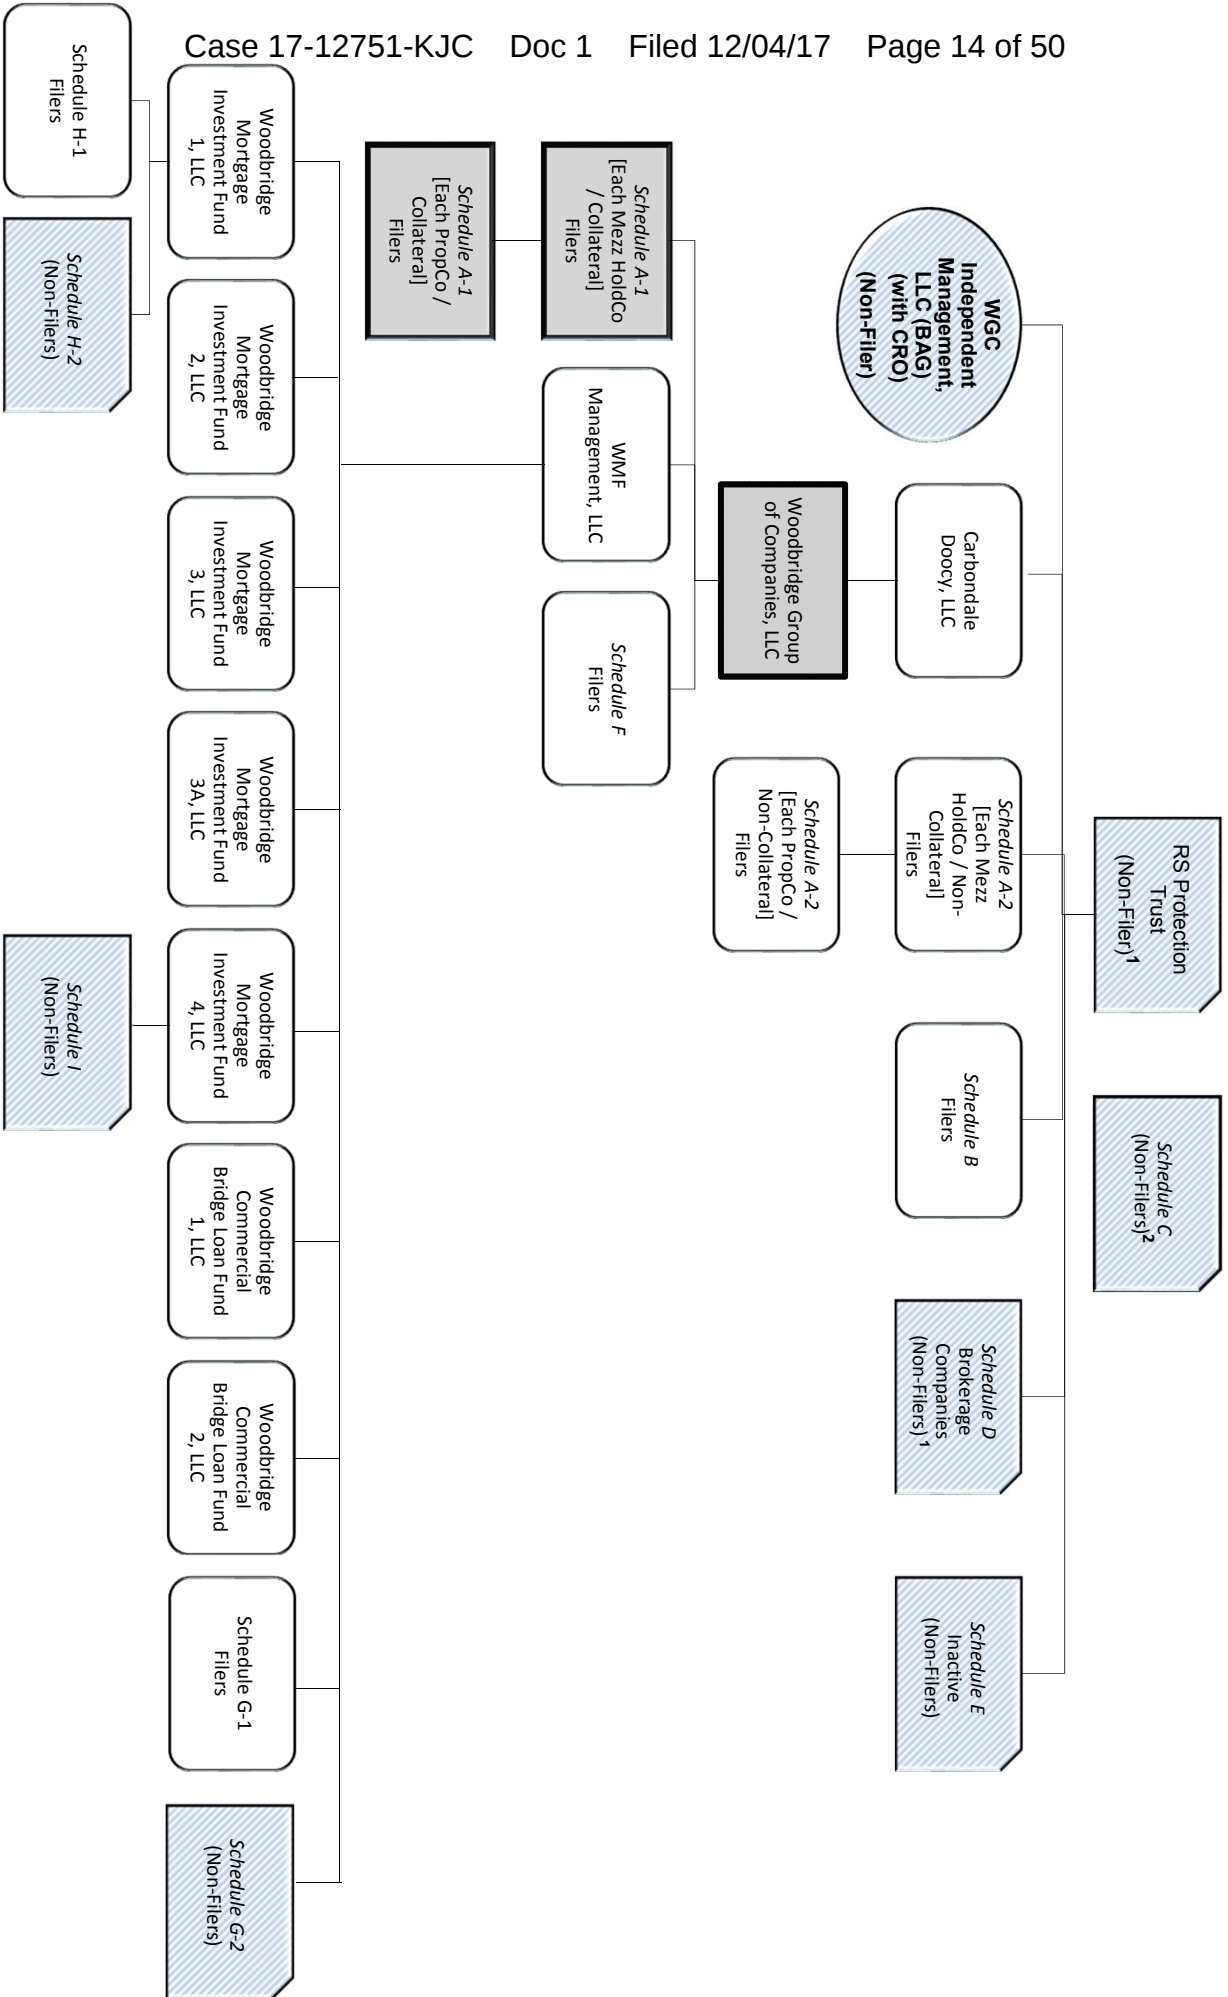 Case 17-12751-KJC Doc 1 Filed 12/04/17 Page 14 of 50
RS Protection
Trust
(Non-Filer)1
Schedule C
(Non-Filers)2
WGC
Independent
Management,
LLC (BAG)
(with CRO)
(Non-Filer)
Carbondale
Doocy, LLC
Schedule A-2
[Each Mezz
HoldCo / Non-
Collateral]
Filers
Schedule B
Filers
Schedule D
Brokerage
Companies
(Non-Filers)1
Schedule E
Inactive
(Non-Filers)
Woodbridge Group
of Companies, LLC
Schedule A-2
[Each PropCo /
Non-Collateral]
Filers
Schedule A-1
[Each Mezz HoldCo
/ Collateral]
Filers
WMF
Management, LLC
Schedule F
Filers
Schedule A-1
[Each PropCo /
Collateral]
Filers
Woodbridge
Mortgage
Investment Fund
1, LLC
Woodbridge
Mortgage
Investment Fund
2, LLC
Woodbridge
Mortgage
Investment Fund
3, LLC
Woodbridge
Mortgage
Investment Fund
3A, LLC
Woodbridge
Mortgage
Investment Fund
4, LLC
Woodbridge
Commercial
Bridge Loan Fund
1, LLC
Woodbridge
Commercial
Bridge Loan Fund
2, LLC
Schedule G-1
Filers
Schedule G-2
(Non-Filers)
Schedule H-1
Filers
Schedule H-2
(Non-Filers)
Schedule I
(Non-Filers)